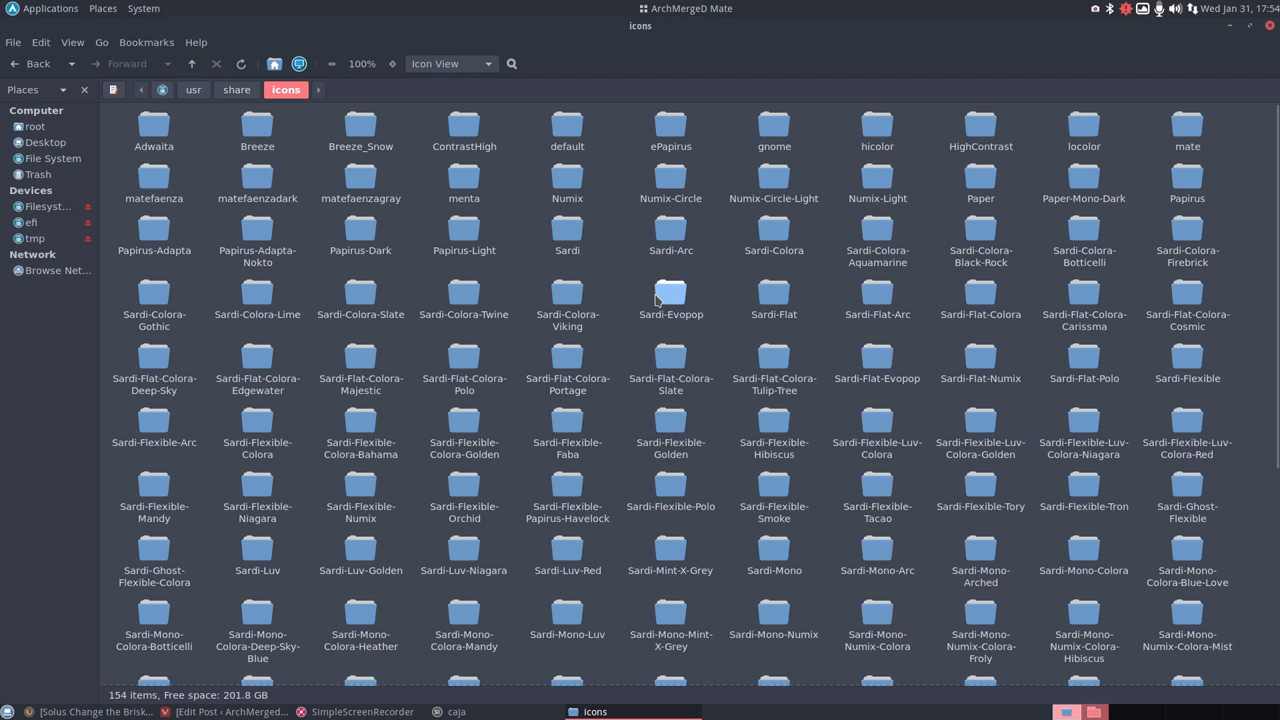 Applications Places System ArchMergeD Mate Wed Jan 31, 17:54
icons
File Edit View Go Bookmarks Help
Back Forward 100% Icon View
Places usr share icons
Computer
root
Desktop
File System
Trash
Devices
Filesyst...
efi
tmp
Network
Browse Net...
Adwaita Breeze Breeze_Snow ContrastHigh default ePapirus gnome hicolor HighContrast locolor mate
matefaenza matefaenzadark matefaenzagray menta Numix Numix-Circle Numix-Circle-Light Numix-Light Paper Paper-Mono-Dark Papirus
Papirus-Adapta Papirus-Adapta- Papirus-Dark Papirus-Light Sardi Sardi-Arc Sardi-Colora Sardi-Colora- Sardi-Colora- Sardi-Colora- Sardi-Colora-
Nokto Aquamarine Black-Rock Botticelli Firebrick
Sardi-Colora- Sardi-Colora-Lime Sardi-Colora-Slate Sardi-Colora-Twine Sardi-Colora- Sardi-Evopop Sardi-Flat Sardi-Flat-Arc Sardi-Flat-Colora Sardi-Flat-Colora- Sardi-Flat-Colora-
Gothic Viking Carissma Cosmic
Sardi-Flat-Colora- Sardi-Flat-Colora- Sardi-Flat-Colora- Sardi-Flat-Colora- Sardi-Flat-Colora- Sardi-Flat-Colora- Sardi-Flat-Colora- Sardi-Flat-Evopop Sardi-Flat-Numix Sardi-Flat-Polo Sardi-Flexible
Deep-Sky Edgewater Majestic Polo Portage Slate Tulip-Tree
Sardi-Flexible-Arc Sardi-Flexible- Sardi-Flexible- Sardi-Flexible- Sardi-Flexible- Sardi-Flexible- Sardi-Flexible- Sardi-Flexible-Luv- Sardi-Flexible-Luv- Sardi-Flexible-Luv- Sardi-Flexible-Luv-
Colora Colora-Bahama Colora-Golden Faba Golden Hibiscus Colora Colora-Golden Colora-Niagara Colora-Red
Sardi-Flexible- Sardi-Flexible- Sardi-Flexible- Sardi-Flexible- Sardi-Flexible- Sardi-Flexible-Polo Sardi-Flexible- Sardi-Flexible- Sardi-Flexible-Tory Sardi-Flexible-Tron Sardi-Ghost-
Mandy Niagara Numix Orchid Papirus-Havelock Smoke Tacao Flexible
Sardi-Ghost- Sardi-Luv Sardi-Luv-Golden Sardi-Luv-Niagara Sardi-Luv-Red Sardi-Mint-X-Grey Sardi-Mono Sardi-Mono-Arc Sardi-Mono- Sardi-Mono-Colora Sardi-Mono-
Flexible-Colora Arched Colora-Blue-Love
Sardi-Mono- Sardi-Mono- Sardi-Mono- Sardi-Mono- Sardi-Mono-Luv Sardi-Mono-Mint- Sardi-Mono-Numix Sardi-Mono- Sardi-Mono- Sardi-Mono- Sardi-Mono-
Colora-Botticelli Colora-Deep-Sky- Colora-Heather Colora-Mandy X-Grey Numix-Colora Numix-Colora- Numix-Colora- Numix-Colora-Mist
Blue Froly Hibiscus
154 items, Free space: 201.8 GB
[Solus Change the Brisk... [Edit Post ‹ ArchMerged... SimpleScreenRecorder caja Icons